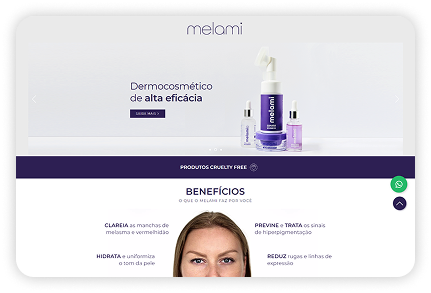 melami
Dermocosmético
de alta eficácia
SAIBA MAIS >
melami
PRODUTOS CRUELTY FREE
BENEFÍCIOS
O QUE O MELAMI FAZ POR VOCÊ
CLAREIA as manchas de
melasma e vermelhidão
PREVINE e TRATA os sinais
de hiperpigmentação
HIDRATA e uniformiza
o tom da pele
REDUZ rugas e linhas de
expressão